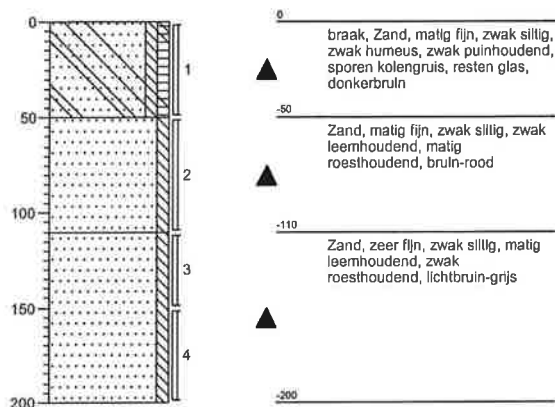 0
50
100
150
200
1
2
3
4
0
braak, Zand, matig fijn, zwak siltig,
zwak humeus, zwak puinhoudend,
sporen kolengruis, resten glas,
donkerbruin
-50
Zand, matig fijn, zwak siltig, zwak
leemhoudend, matig
roesthoudend, bruin-rood
-110
Zand, zeer fijn, zwak siltig, matig
leemhoudend, zwak
roesthoudend, lichtbruin-grijs
-200